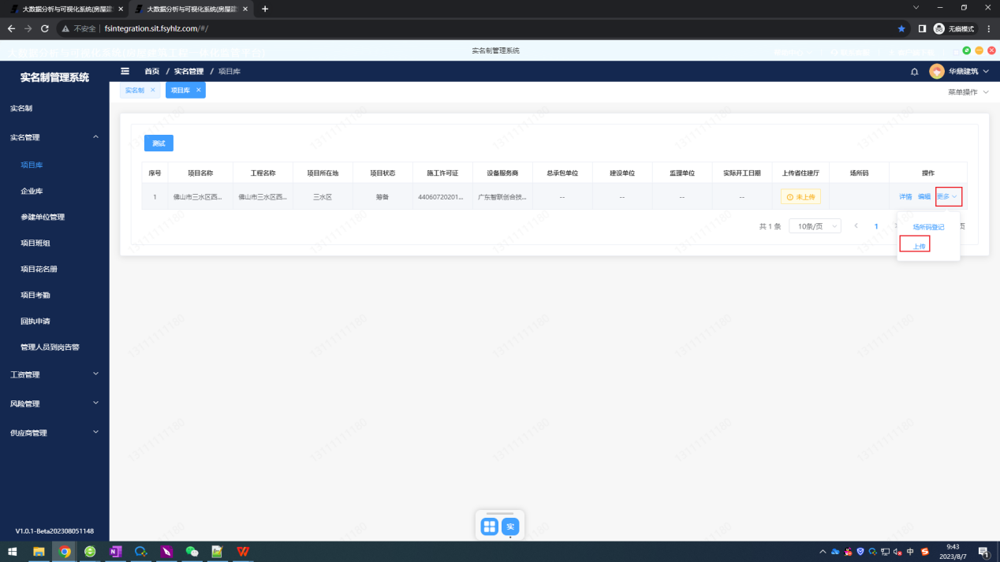 大数据分析与可视化系统(房屋建
大数据分析与可视化系统(房屋建
不安全 fsintegration.sit.fsyhlz.com/#/
无痕模式
实名制管理系统
实名制管理系统
首页 / 实名管理 / 项目库
华鼎建筑
实名制
项目库
菜单操作
实名制
实名管理
项目库
企业库
参建单位管理
项目班组
项目花名册
项目考勤
回执申请
管理人员到岗告警
工资管理
风险管理
供应商管理
V1.0.1-Beta202308051148
测试
序号 项目名称 工程名称 项目所在地 项目状态 施工许可证 设备服务商 总承包单位 建设单位 监理单位 实际开工日期 上传省住建厅 场所码 操作
1 佛山市三水区西... 佛山市三水区西... 三水区 筹备 44060720201... 广东智联创合技... -- -- -- -- 未上传 详情 编辑 更多
共 1 条 10条/页 1 页
场所码登记
上传
13111111180
实
中
9:43
2023/8/7
1